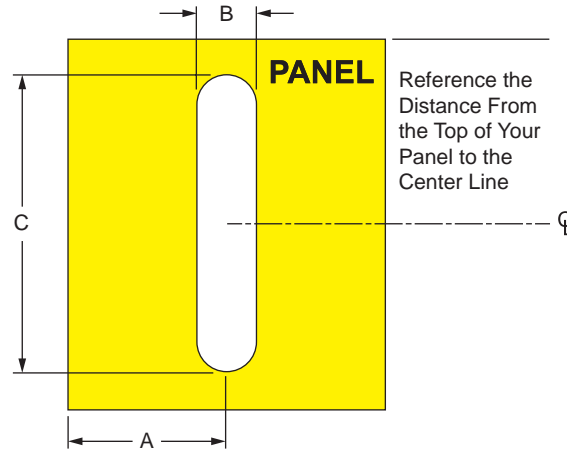 B
PANEL
Reference the
Distance From
the Top of Your
Panel to the
Center Line
C
℄
A